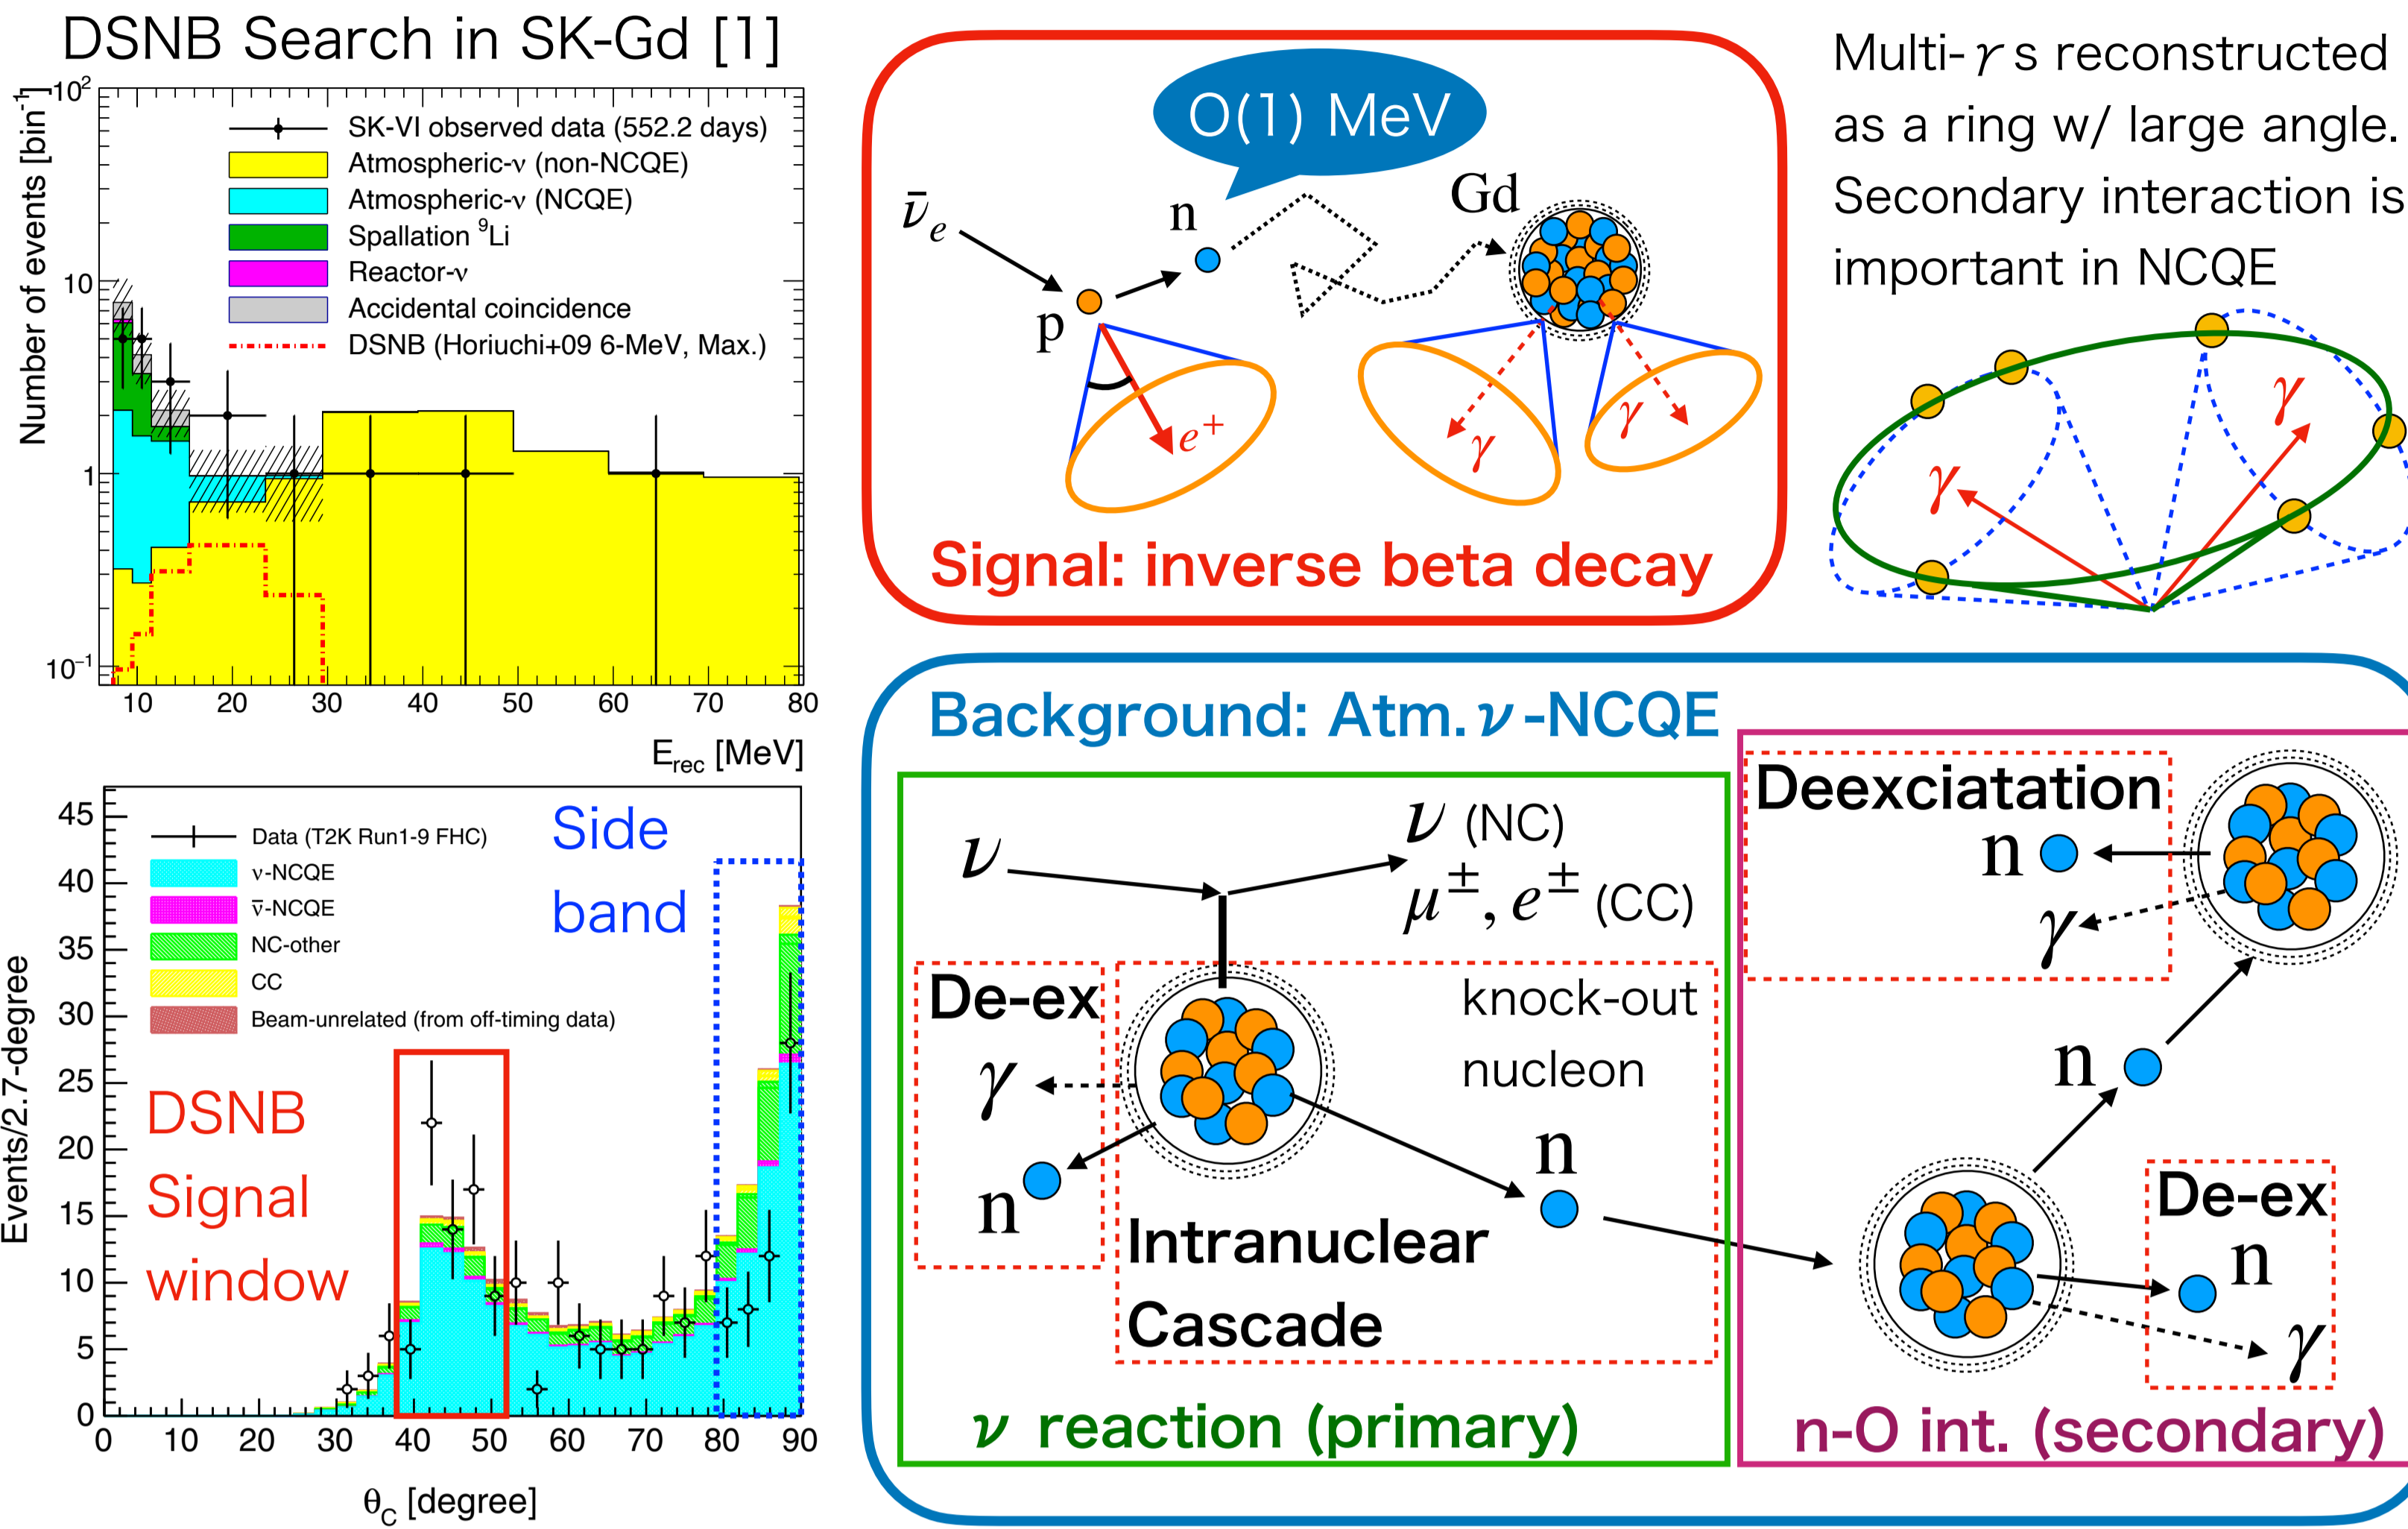 DSNB Search in SK-Gd [1]
Number of events [bin⁻¹]
10²
10
1
10⁻¹
SK-VI observed data (552.2 days)
Atmospheric-ν (non-NCQE)
Atmospheric-ν (NCQE)
Spallation ⁹Li
Reactor-ν
Accidental coincidence
DSNB (Horiuchi+09 6-MeV, Max.)
10 20 30 40 50 60 70 80
E_rec [MeV]
Events/2.7-degree
45
40
35
30
25
20
15
10
5
0
Data (T2K Run1-9 FHC)
ν-NCQE
ν̄-NCQE
NC-other
CC
Beam-unrelated (from off-timing data)
Side
band
DSNB
Signal
window
0 10 20 30 40 50 60 70 80 90
θ_C [degree]
O(1) MeV
ν̄_e
n
Gd
p
e⁺
γ
γ
Signal: inverse beta decay
Multi-γs reconstructed
as a ring w/ large angle.
Secondary interaction is
important in NCQE
γ
γ
Background: Atm. ν-NCQE
ν
ν (NC)
μ±, e± (CC)
De-ex
γ
n
knock-out
nucleon
n
Intranuclear
Cascade
ν reaction (primary)
Deexciatation
n
γ
n
De-ex
n
γ
n-O int. (secondary)